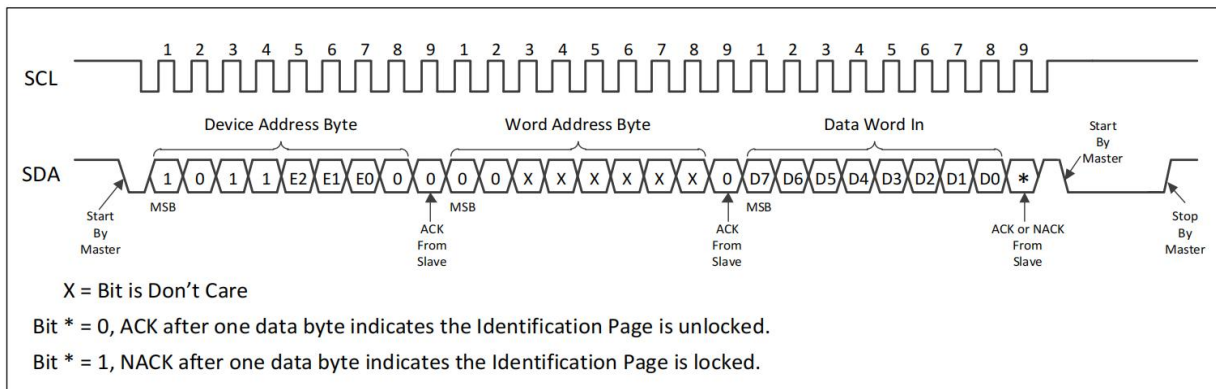 1 2 3 4 5 6 7 8 9 1 2 3 4 5 6 7 8 9 1 2 3 4 5 6 7 8 9
SCL
Device Address Byte Word Address Byte Data Word In
Start
By
Master
SDA
1 0 1 1 E2 E1 E0 0 0 0 0 X X X X X X 0 D7 D6 D5 D4 D3 D2 D1 D0 *
MSB MSB MSB
Start
By
Master
ACK
From
Slave
ACK
From
Slave
ACK or NACK
From
Slave
Stop
By
Master
X = Bit is Don't Care
Bit * = 0, ACK after one data byte indicates the Identification Page is unlocked.
Bit * = 1, NACK after one data byte indicates the Identification Page is locked.